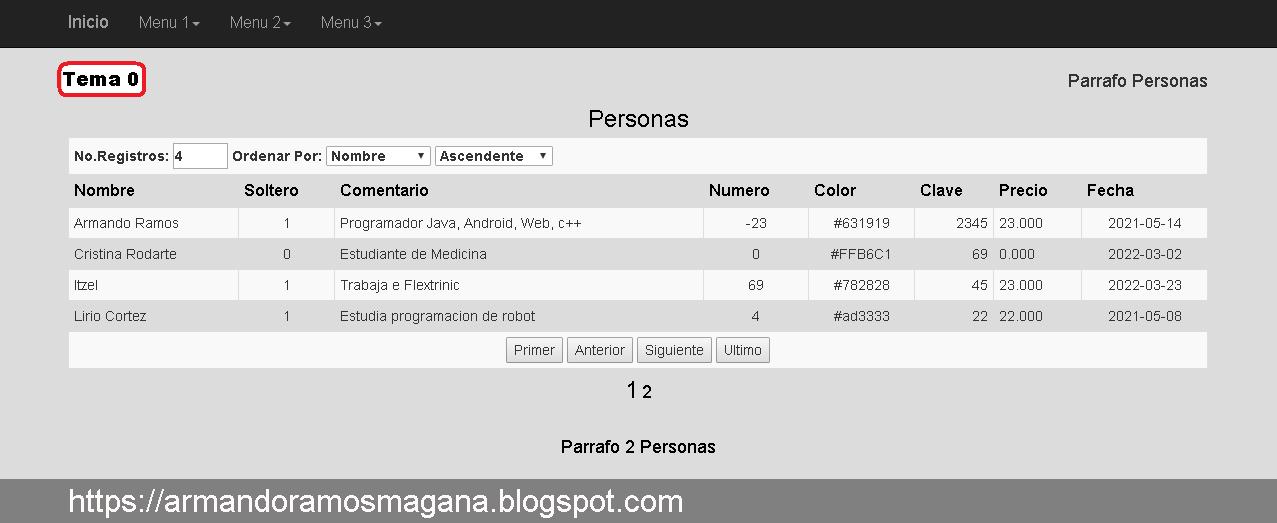 Inicio Menu 1 Menu 2 Menu 3
Tema 0
Parrafo Personas
Personas
No.Registros: 4 Ordenar Por: Nombre Ascendente
Nombre Soltero Comentario Numero Color Clave Precio Fecha
Armando Ramos 1 Programador Java, Android, Web, c++ -23 #631919 2345 23.000 2021-05-14
Cristina Rodarte 0 Estudiante de Medicina 0 #FFB6C1 69 0.000 2022-03-02
Itzel 1 Trabaja e Flextrinic 69 #782828 45 23.000 2022-03-23
Lirio Cortez 1 Estudia programacion de robot 4 #ad3333 22 22.000 2021-05-08
Primer Anterior Siguiente Ultimo
1 2
Parrafo 2 Personas
https://armandoramosmagana.blogspot.com